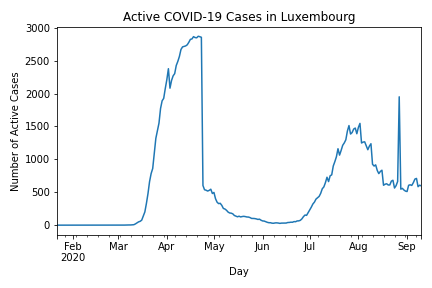 Active COVID-19 Cases in Luxembourg
Number of Active Cases
3000
2500
2000
1500
1000
500
0
Feb
2020
Mar
Apr
May
Jun
Jul
Aug
Sep
Day